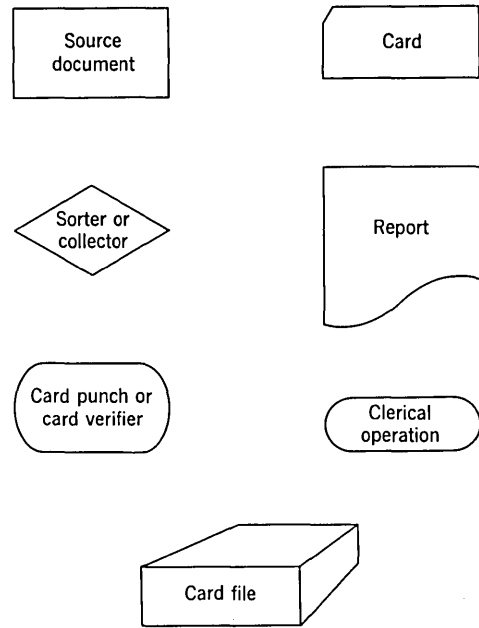 Source
document
Card
Sorter or
collector
Report
Card punch or
card verifier
Clerical
operation
Card file